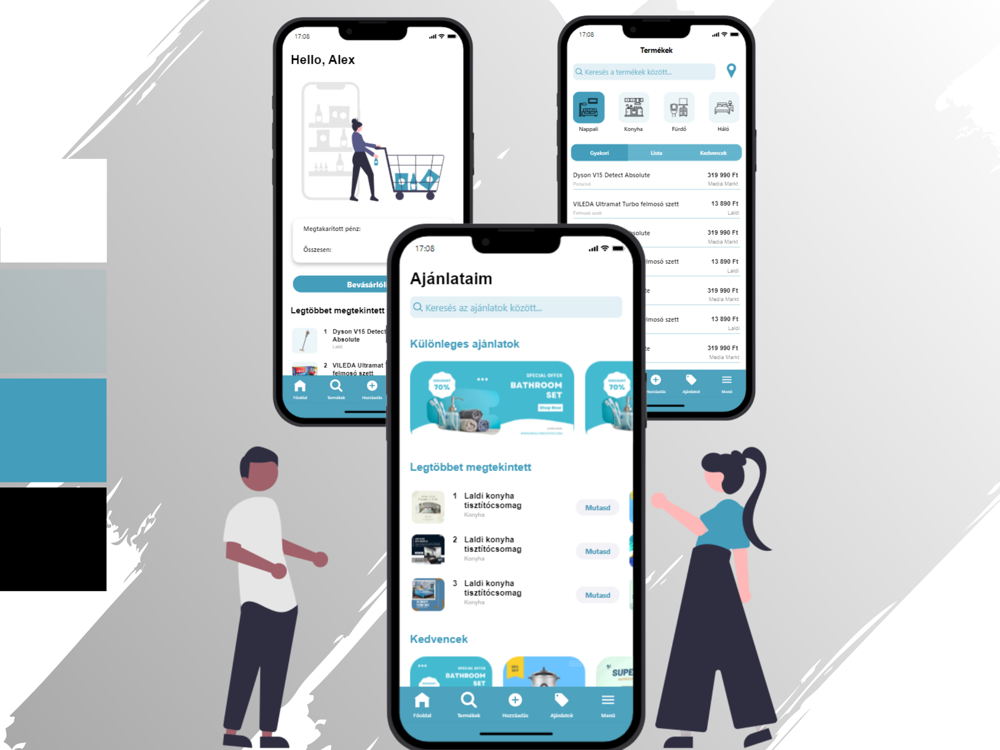 17:08
Hello, Alex
Megtakarított pénz:
Összesen:
Bevásárlóli
Legtöbbet megtekintett
1 Dyson V15 Detect
Absolute
Laldi
2 VILEDA Ultramat
felmosó szett
Főoldal Termékek Hozzáadás
17:08
Termékek
Keresés a termékek között...
Nappali Konyha Fürdő Háló
Gyakori Lista Kedvencek
Dyson V15 Detect Absolute 319 990 Ft
Porszívó Media Markt
VILEDA Ultramat Turbo felmosó szett 13 890 Ft
Felmosó szett Laldi
bsolute 319 990 Ft
Media Markt
lmosó szett 13 890 Ft
Laldi
te 319 990 Ft
Media Markt
elmosó szett 13 890 Ft
Laldi
te 319 990 Ft
Media Markt
Hozzáadás Ajánlatok Menü
17:08
Ajánlataim
Keresés az ajánlatok között...
Különleges ajánlatok
DISCOUNT
70%
SPECIAL OFFER
BATHROOM
SET
Shop Now
DISCOUNT
70%
Legtöbbet megtekintett
1 Laldi konyha
tisztítócsomag
Konyha
Mutasd
2 Laldi konyha
tisztítócsomag
Konyha
Mutasd
3 Laldi konyha
tisztítócsomag
Konyha
Mutasd
Kedvencek
SPECIAL OFFER
BATHROOM
SET
DISCOUNT
30%
OFF
SUPE
Főoldal Termékek Hozzáadás Ajánlatok Menü